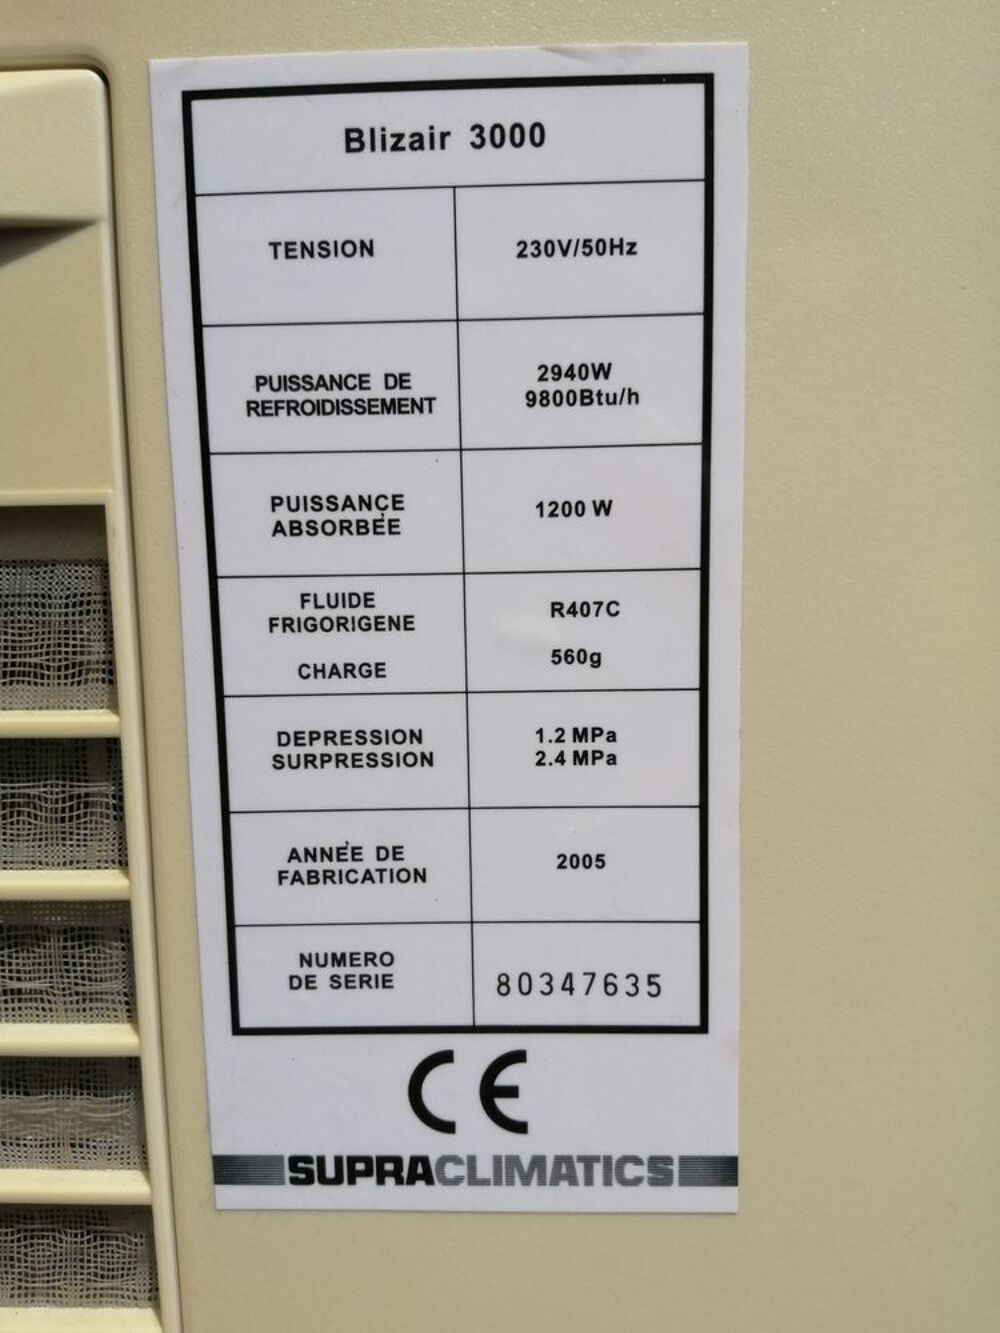 Blizair 3000
TENSION
230V/50Hz
PUISSANCE DE
REFROIDISSEMENT
2940W
9800Btu/h
PUISSANCE
ABSORBÉE
1200 W
FLUIDE
FRIGORIGENE
R407C
CHARGE
560g
DEPRESSION
SURPRESSION
1.2 MPa
2.4 MPa
ANNÉE DE
FABRICATION
2005
NUMERO
DE SERIE
80347635
CE
SUPRACLIMATICS